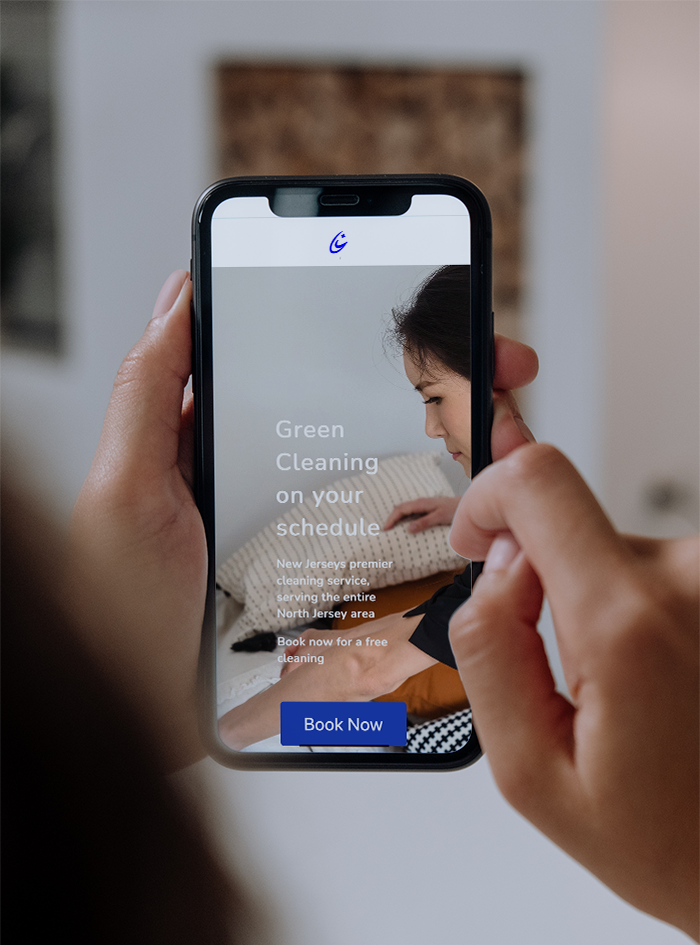 Green
Cleaning
on your
schedule
New Jerseys premier
cleaning service,
serving the entire
North Jersey area
Book now for a free
cleaning
Book Now